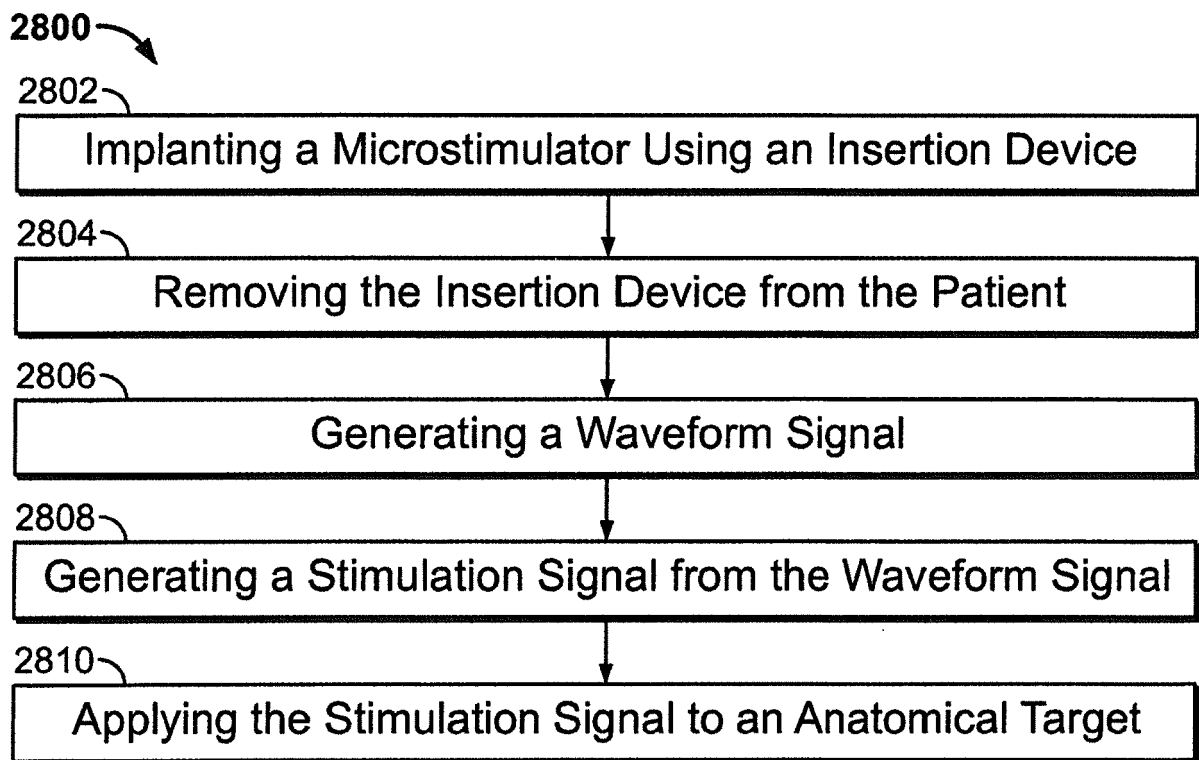 2800
2802
Implanting a Microstimulator Using an Insertion Device
2804
Removing the Insertion Device from the Patient
2806
Generating a Waveform Signal
2808
Generating a Stimulation Signal from the Waveform Signal
2810
Applying the Stimulation Signal to an Anatomical Target